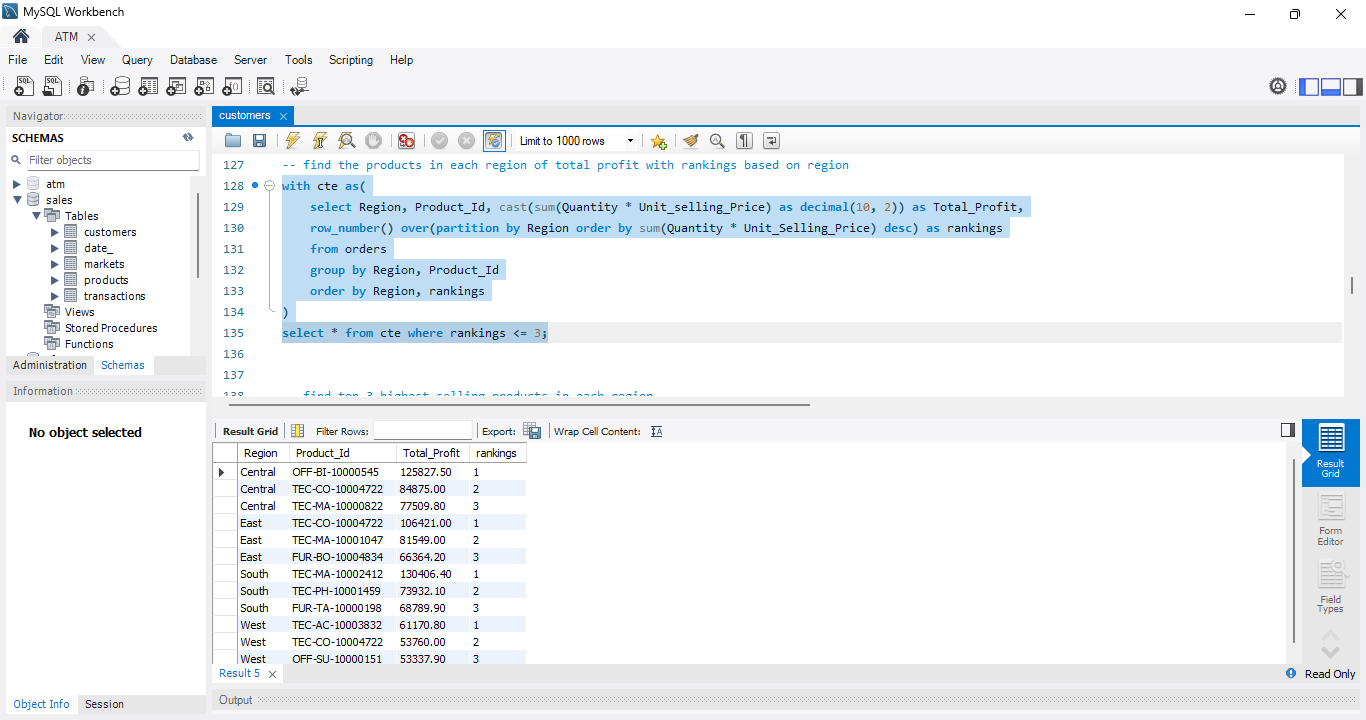 MySQL Workbench
ATM
File Edit View Query Database Server Tools Scripting Help
Navigator
SCHEMAS
Filter objects
atm
sales
Tables
customers
date_
markets
products
transactions
Views
Stored Procedures
Functions
Administration Schemas
Information
No object selected
Object Info Session
customers
Limit to 1000 rows
127 -- find the products in each region of total profit with rankings based on region
128 with cte as(
129 select Region, Product_Id, cast(sum(Quantity * Unit_selling_Price) as decimal(10, 2)) as Total_Profit,
130 row_number() over(partition by Region order by sum(Quantity * Unit_Selling_Price) desc) as rankings
131 from orders
132 group by Region, Product_Id
133 order by Region, rankings
134 )
135 select * from cte where rankings <= 3;
136
137
138 find top 3 highest selling products in each region
Result Grid Filter Rows: Export: Wrap Cell Content:
Region Product_Id Total_Profit rankings
Central OFF-BI-10000545 125827.50 1
Central TEC-CO-10004722 84875.00 2
Central TEC-MA-10000822 77509.80 3
East TEC-CO-10004722 106421.00 1
East TEC-MA-10001047 81549.00 2
East FUR-BO-10004834 66364.20 3
South TEC-MA-10002412 130406.40 1
South TEC-PH-10001459 73932.10 2
South FUR-TA-10000198 68789.90 3
West TEC-AC-10003832 61170.80 1
West TEC-CO-10004722 53760.00 2
West OFF-SU-10000151 53337.90 3
Result
Grid
Form
Editor
Field
Types
Result 5
Read Only
Output